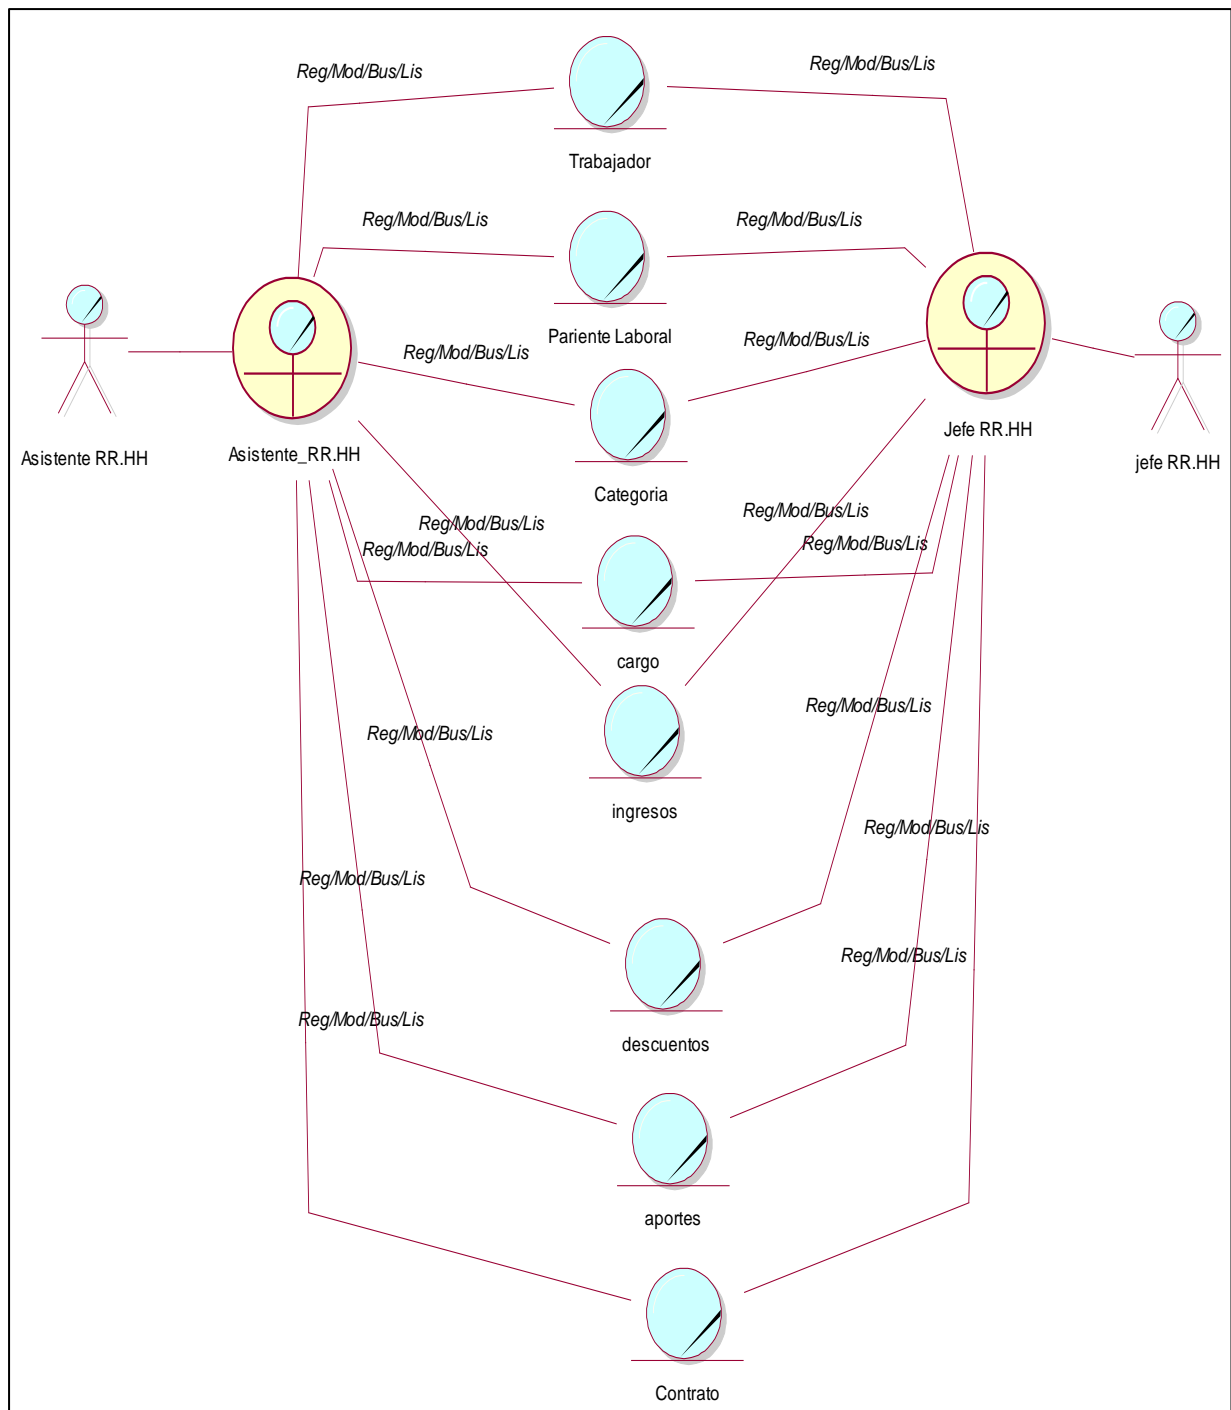 Reg/Mod/Bus/Lis
Reg/Mod/Bus/Lis
Trabajador
Reg/Mod/Bus/Lis
Reg/Mod/Bus/Lis
Pariente Laboral
Reg/Mod/Bus/Lis
Reg/Mod/Bus/Lis
Asistente RR.HH
Asistente_RR.HH
Jefe RR.HH
jefe RR.HH
Categoria
Reg/Mod/Bus/Lis
Reg/Mod/Bus/Lis
Reg/Mod/Bus/Lis
Reg/Mod/Bus/Lis
cargo
Reg/Mod/Bus/Lis
Reg/Mod/Bus/Lis
ingresos
Reg/Mod/Bus/Lis
Reg/Mod/Bus/Lis
Reg/Mod/Bus/Lis
Reg/Mod/Bus/Lis
descuentos
aportes
Contrato